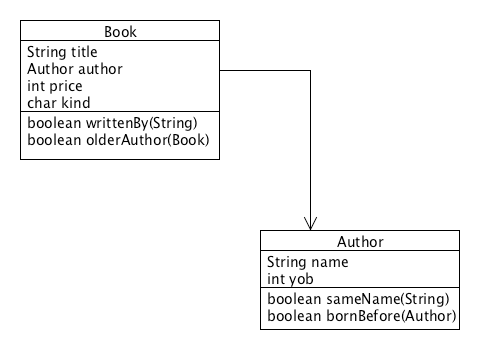 Book
String title
Author author
int price
char kind
boolean writtenBy(String)
boolean olderAuthor(Book)
Author
String name
int yob
boolean sameName(String)
boolean bornBefore(Author)